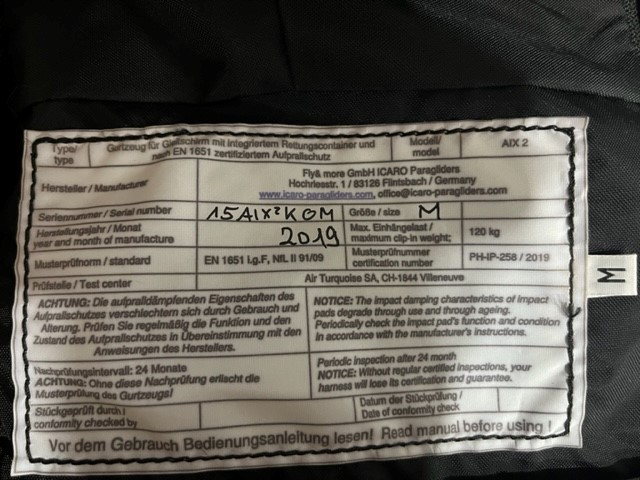 Type/ type Gurtzeug für Gleitschirm mit integriertem Rettungscontainer und nach EN 1651 zertifiziertem Aufprallschutz Modell/ model AIX 2
Hersteller / Manufacturer Fly& more GmbH ICARO Paragliders
Hochriesstr. 1 / 83126 Flintsbach / Germany
www.icaro-paragliders.com, office@icaro-paragliders.com
Seriennummer / Serial number 15AIX²KGM Größe / size M
Herstellungsjahr / Monat year and month of manufacture 2019 Max. Einhängelast / maximum clip-in weight; 120 kg
Musterprüfnorm / standard EN 1651 i.g.F, NfL II 91/09 Musterprüfnummer certification number PH-IP-258 / 2019
Prüfstelle / Test center Air Turquoise SA, CH-1844 Villeneuve
ACHTUNG: Die aufpralldämpfenden Eigenschaften des
Aufprallschutzes verschlechtern sich durch Gebrauch und
Alterung. Prüfen Sie regelmäßig die Funktion und den
Zustand des Aufprallschutzes in Übereinstimmung mit den
Anweisungen des Herstellers.
NOTICE: The impact damping characteristics of impact
pads degrade through use and through ageing.
Periodically check the impact pad's function and condition
in accordance with the manufacturer's instructions.
Nachprüfungsintervall: 24 Monate
ACHTUNG: Ohne diese Nachprüfung erlischt die
Musterprüfung des Gurtzeugs!
Periodic inspection after 24 month
NOTICE: Without regular certified inspections, your
harness will lose its certification and guarantee.
Stückgeprüft durch / conformity checked by
Datum der Stückprüfung / Date of conformity check
Vor dem Gebrauch Bedienungsanleitung lesen! Read manual before using !
M